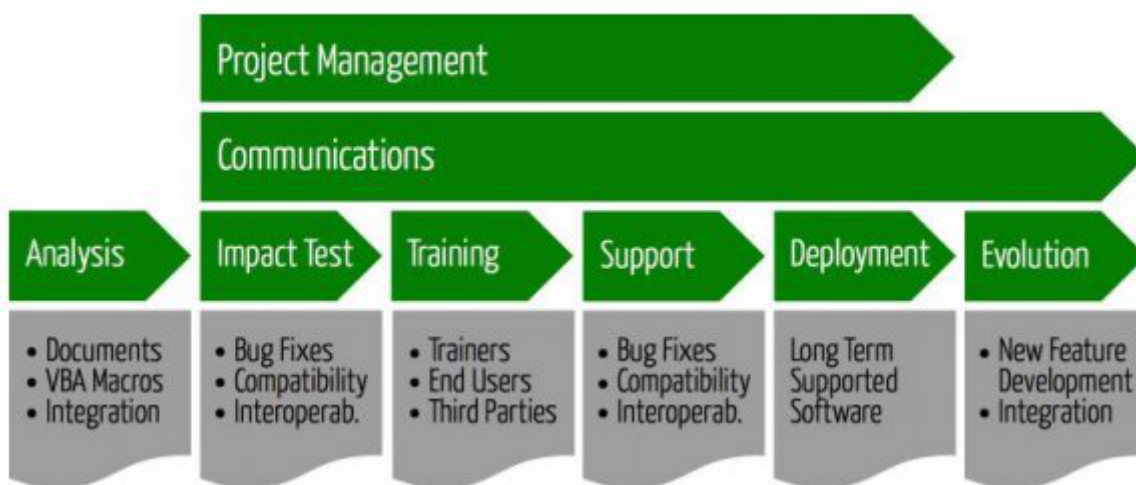 Project Management
Communications
Analysis
Impact Test
Training
Support
Deployment
Evolution
• Documents
• VBA Macros
• Integration
• Bug Fixes
• Compatibility
• Interoperab.
• Trainers
• End Users
• Third Parties
• Bug Fixes
• Compatibility
• Interoperab.
Long Term
Supported
Software
• New Feature
Development
• Integration